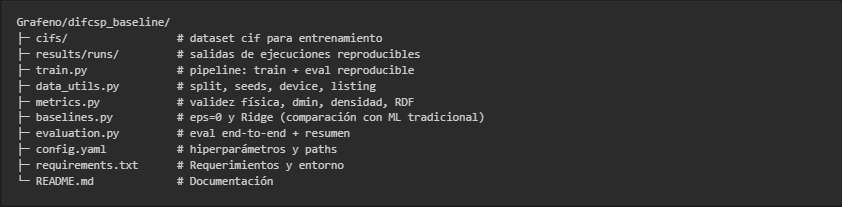 Grafeno/difcsp_baseline/
├─ cifs/                 # dataset cif para entrenamiento
├─ results/runs/         # salidas de ejecuciones reproducibles
├─ train.py              # pipeline: train + eval reproducible
├─ data_utils.py         # split, seeds, device, listing
├─ metrics.py            # validez física, dmin, densidad, RDF
├─ baselines.py          # eps=0 y Ridge (comparación con ML tradicional)
├─ evaluation.py         # eval end-to-end + resumen
├─ config.yaml           # hiperparámetros y paths
├─ requirements.txt      # Requerimientos y entorno
└─ README.md             # Documentación